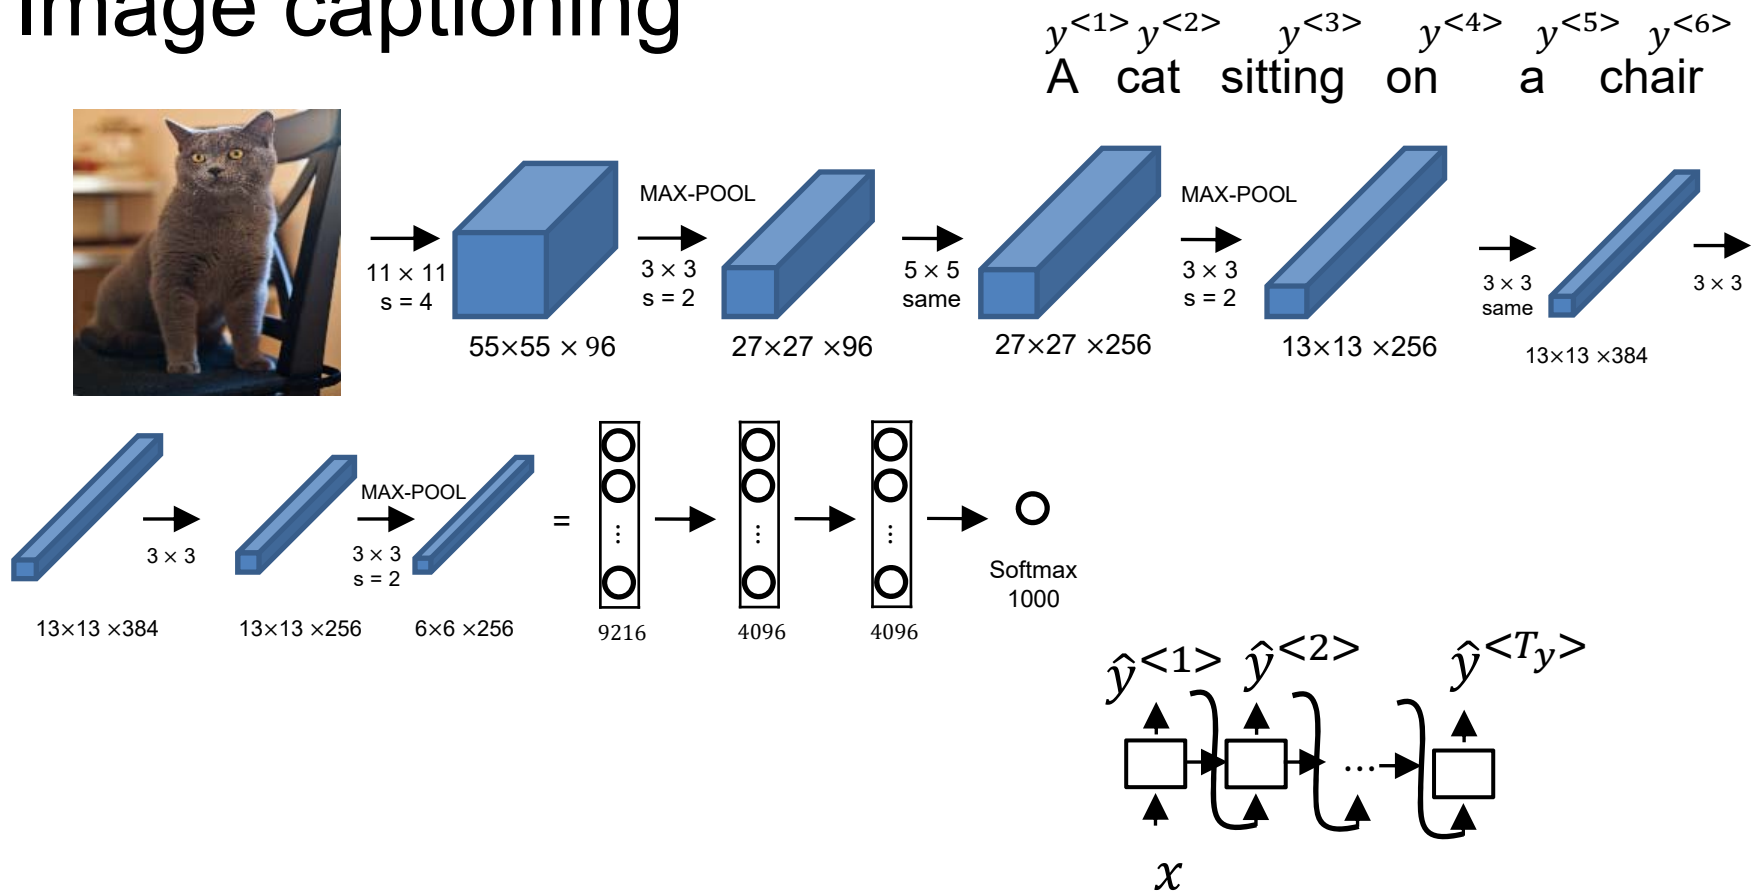 Image captioning
y<1> y<2> y<3> y<4> y<5> y<6>
A cat sitting on a chair
MAX-POOL MAX-POOL
11 × 11 3 × 3 5 × 5 3 × 3 3 × 3 3 × 3
s = 4 s = 2 same s = 2 same
55×55 × 96 27×27 ×96 27×27 ×256 13×13 ×256 13×13 ×384
MAX-POOL
=
3 × 3 3 × 3
s = 2
⋮ ⋮ ⋮
Softmax
1000
13×13 ×384 13×13 ×256 6×6 ×256 9216 4096 4096
ŷ<1> ŷ<2> ŷ<Ty>
…
x